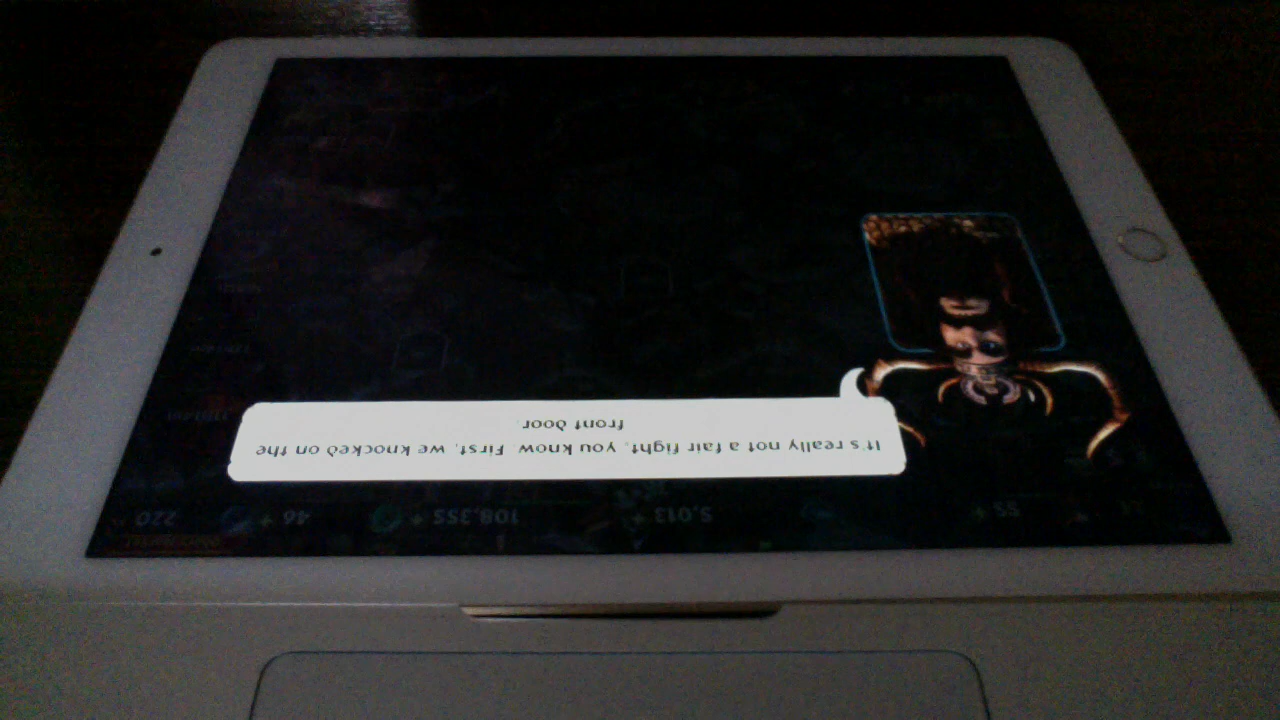 It's really not a fair fight, you know. First, we knocked on the
front door.
55 +
5,013 +
108,355 +
46 +
220